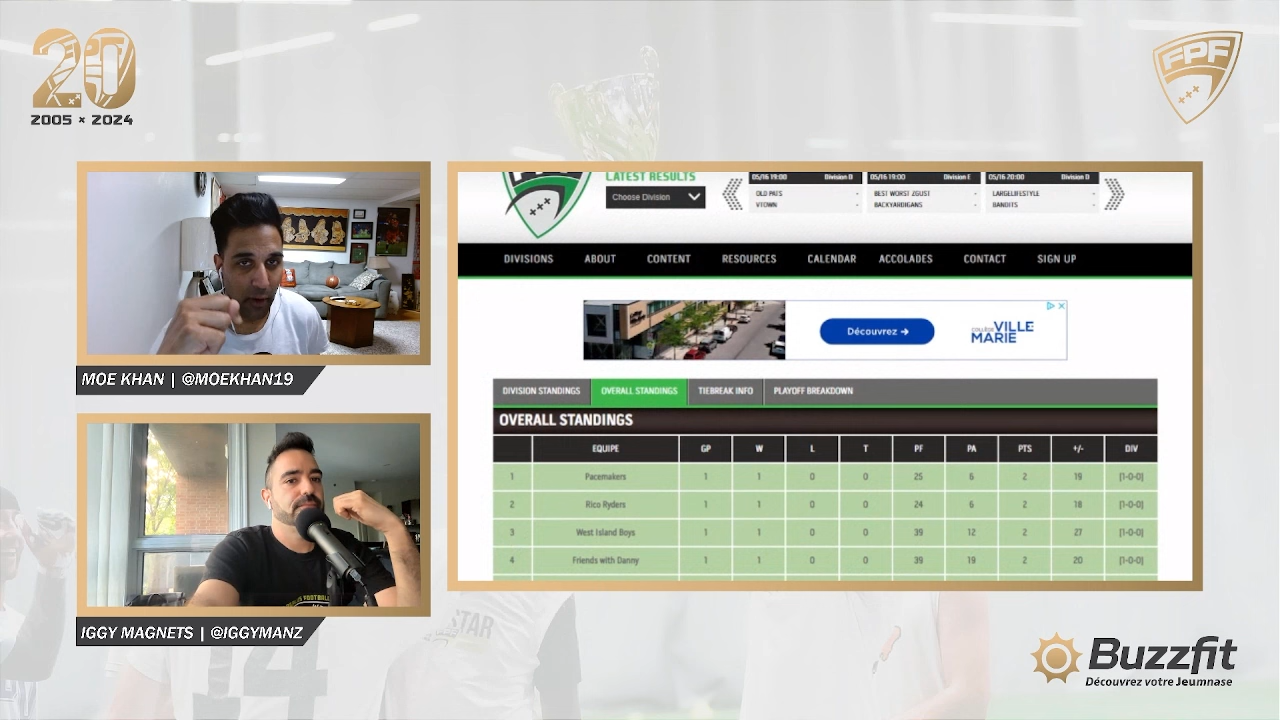 20
2005 × 2024
FPF
MOE KHAN | @MOEKHAN19
IGGY MAGNETS | @IGGYMANZ
LATEST RESULTS
Choose Division
05/16 19:00 Division D
OLD PATS -
VTOWN -
05/16 19:00 Division E
BEST WORST ZGUST -
BACKYARDIGANS -
05/16 20:00 Division D
LARGELIFESTYLE -
BANDITS -
DIVISIONS ABOUT CONTENT RESOURCES CALENDAR ACCOLADES CONTACT SIGN UP
Découvrez →
COLLÈGE VILLE
MARIE
DIVISION STANDINGS OVERALL STANDINGS TIEBREAK INFO PLAYOFF BREAKDOWN
OVERALL STANDINGS
EQUIPE GP W L T PF PA PTS +/- DIV
1 Pacemakers 1 1 0 0 25 6 2 19 (1-0-0)
2 Rico Ryders 1 1 0 0 24 6 2 18 (1-0-0)
3 West Island Boys 1 1 0 0 39 12 2 27 (1-0-0)
4 Friends with Danny 1 1 0 0 39 19 2 20 (1-0-0)
STAR
14
Buzzfit
Découvrez votre Jeumnase